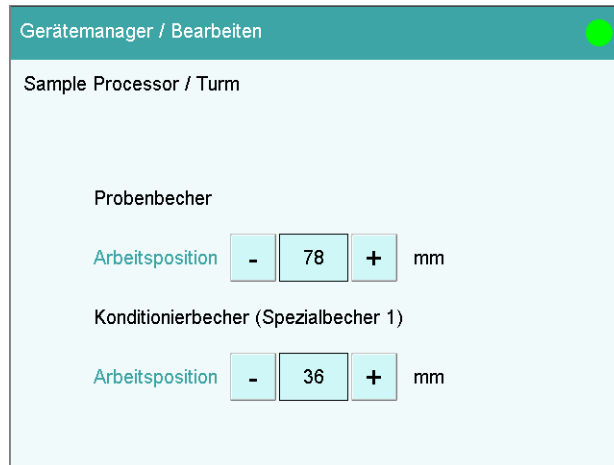 Gerätemanager / Bearbeiten
Sample Processor / Turm
Probenbecher
Arbeitsposition - 78 + mm
Konditionierbecher (Spezialbecher 1)
Arbeitsposition - 36 + mm